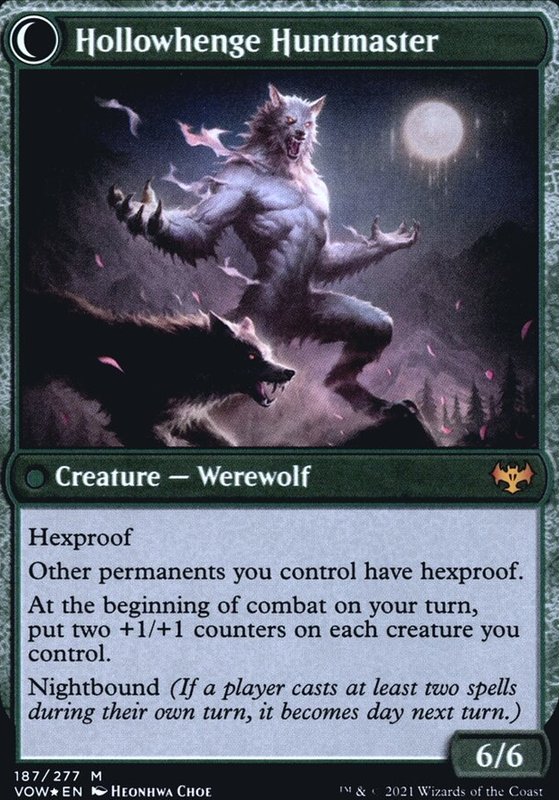 Hollowhenge Huntmaster
Creature — Werewolf
Hexproof
Other permanents you control have hexproof.
At the beginning of combat on your turn,
put two +1/+1 counters on each creature you
control.
Nightbound (If a player casts at least two spells
during their own turn, it becomes day next turn.)
6/6
187/277 M
VOW★EN Heonhwa Choe
™ & © 2021 Wizards of the Coast